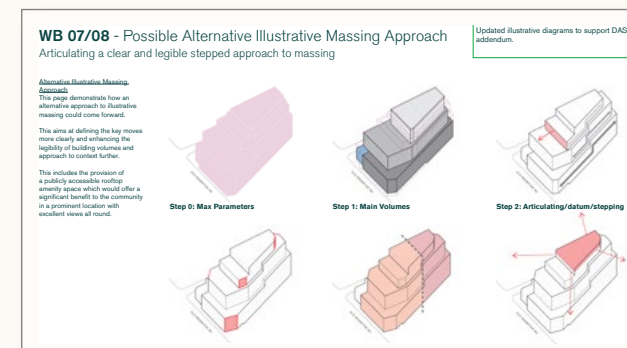 WB 07/08 - Possible Alternative Illustrative Massing Approach
Articulating a clear and legible stepped approach to massing
Updated illustrative diagrams to support DAS
addendum.
Alternative Illustrative Massing
Approach
This page demonstrate how an
alternative approach to illustrative
massing could come forward.
This aims at defining the key moves
more clearly and enhancing the
legibility of building volumes and
approach to context further.
This includes the provision of
a publicly accessible rooftop
amenity space which would offer a
significant benefit to the community
in a prominent location with
excellent views all round.
Step 0: Max Parameters
Step 1: Main Volumes
Step 2: Articulating/datum/stepping